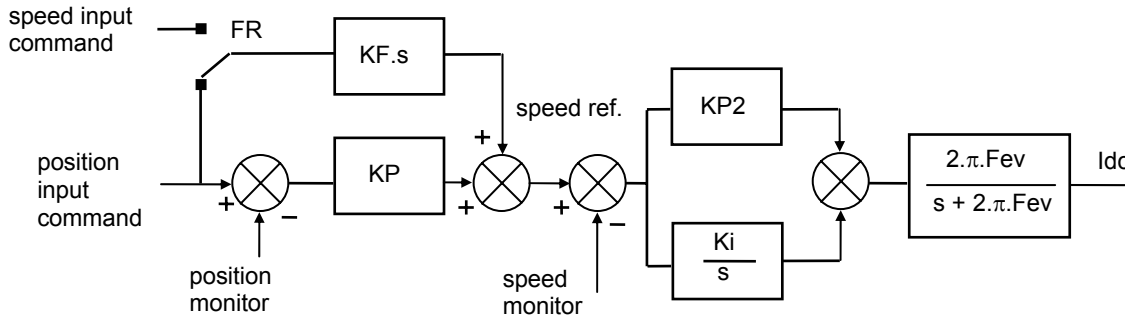 speed input
command
FR
KF.s
speed ref.
KP2
+
+
position
input
command
+
−
KP
+
+
−
2.π.Fev
s + 2.π.Fev
Idc
position
monitor
speed
monitor
Ki
s